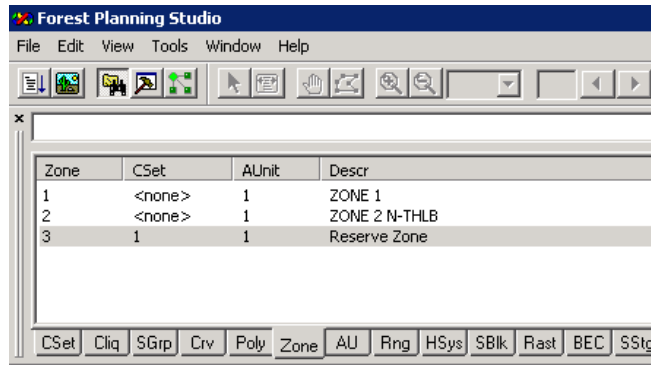 Forest Planning Studio
File Edit View Tools Window Help
Zone CSet AUnit Descr
1 <none> 1 ZONE 1
2 <none> 1 ZONE 2 N-THLB
3 1 1 Reserve Zone
CSet Cliq SGrp Crv Poly Zone AU Rng HSys SBlk Rast BEC SStg